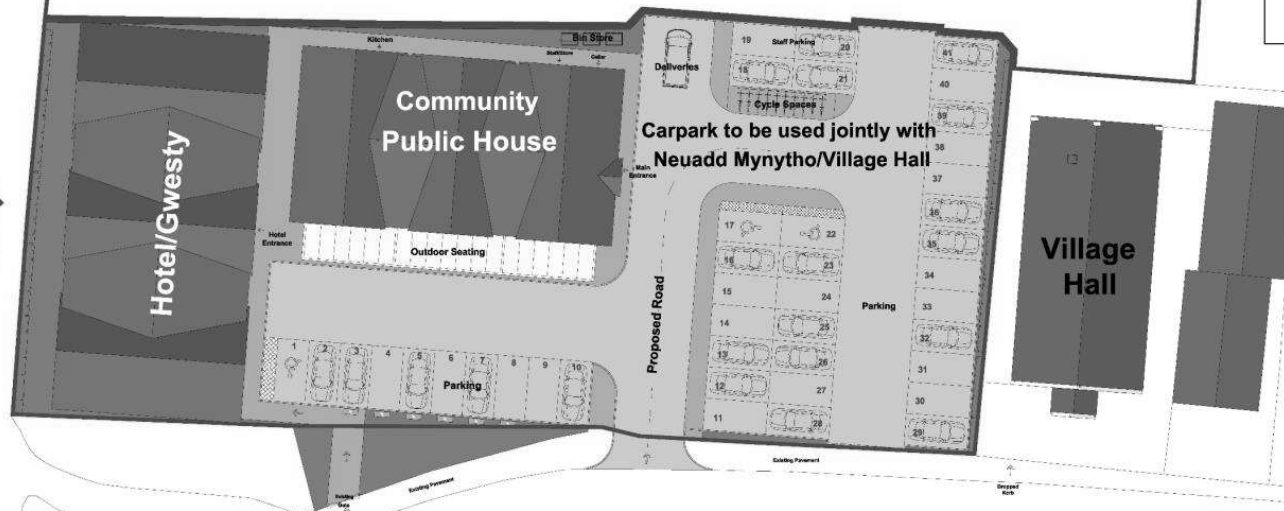 Kitchen
Bin Store
Staff/Store
Cellar
Deliveries
19
Staff Parking
20
18
21
Cycle Spaces
41
40
39
38
37
36
35
34
33
32
31
30
29
Community
Public House
Carpark to be used jointly with
Neuadd Mynytho/Village Hall
Main
Entrance
Hotel/Gwesty
Hotel
Entrance
Outdoor Seating
17
22
16
23
15
24
14
25
13
26
12
27
11
28
Proposed Road
Parking
Village
Hall
1
2
3
4
5
6
7
8
9
10
Parking
Existing Pavement
Existing
Gate
Existing Pavement
Dropped
Kerb